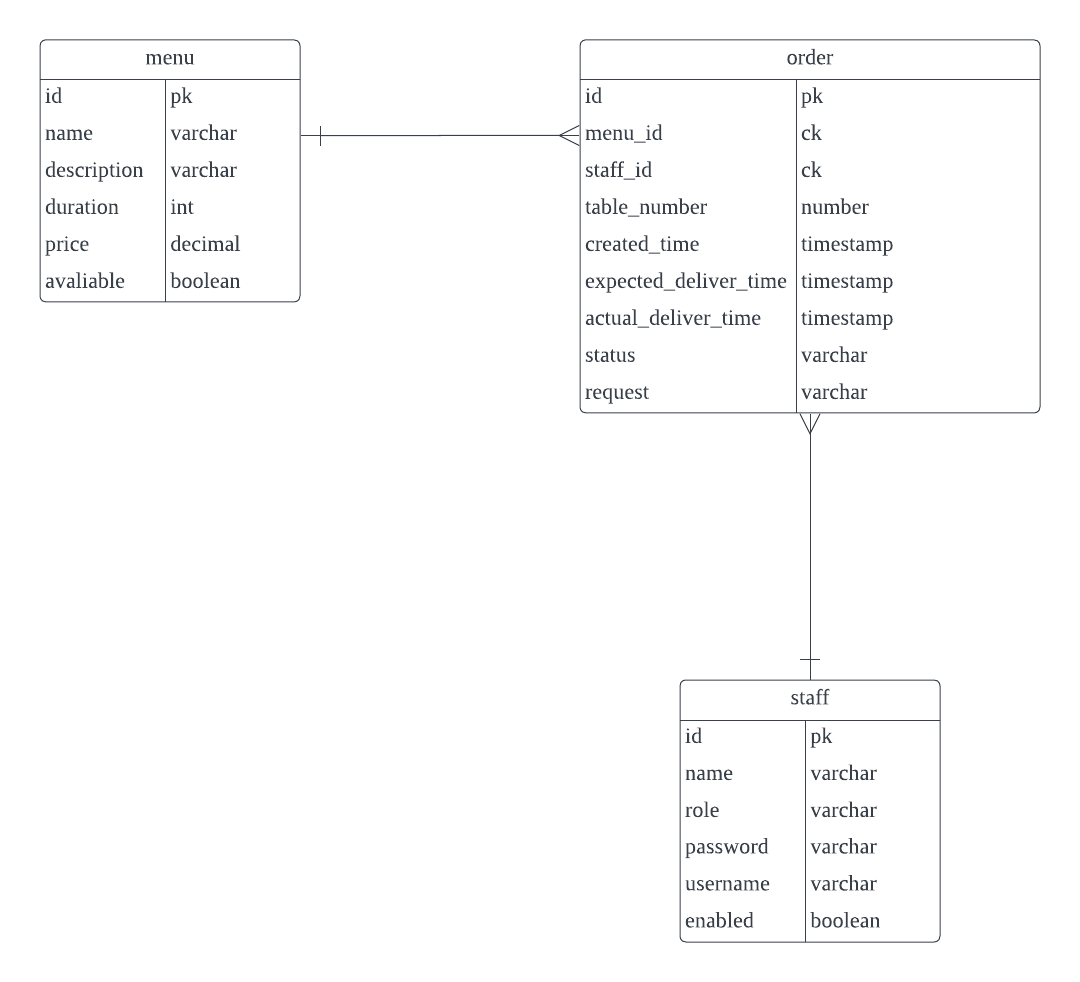 menu
id pk
name varchar
description varchar
duration int
price decimal
avaliable boolean
order
id pk
menu_id ck
staff_id ck
table_number number
created_time timestamp
expected_deliver_time timestamp
actual_deliver_time timestamp
status varchar
request varchar
staff
id pk
name varchar
role varchar
password varchar
username varchar
enabled boolean